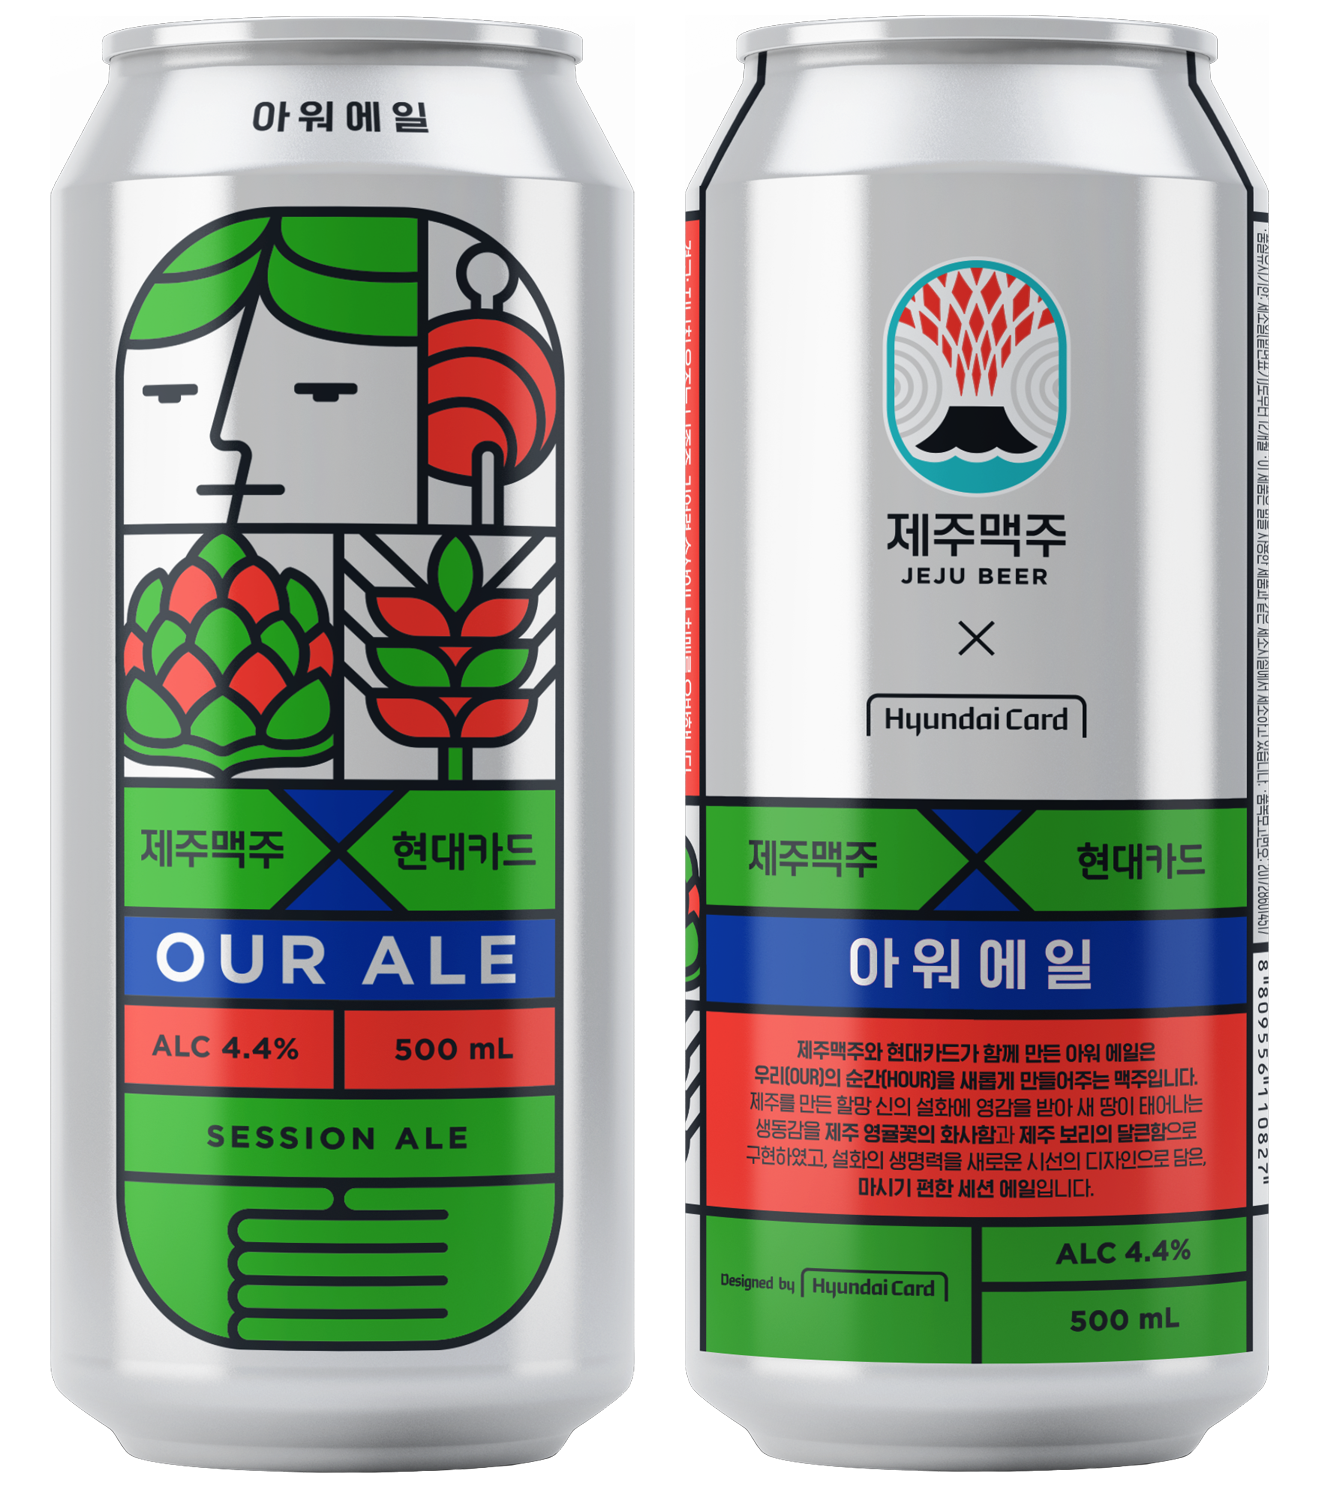 아워에일
제주맥주 현대카드
OUR ALE
ALC 4.4% 500 mL
SESSION ALE
제주맥주
JEJU BEER
Hyundai Card
제주맥주 현대카드
아워에일
제주맥주와 현대카드가 함께 만든 아워 에일은
우리(OUR)의 순간(HOUR)을 새롭게 만들어주는 맥주입니다.
제주를 만든 할망 신의 설화에 영감을 받아 새 땅이 태어나는
생동감을 제주 영귤꽃의 화사함과 제주 보리의 달큰함으로
구현하였고, 설화의 생명력을 새로운 시선의 디자인으로 담은,
마시기 편한 세션 에일입니다.
Designed by Hyundai Card
ALC 4.4%
500 mL
8 809556 110827